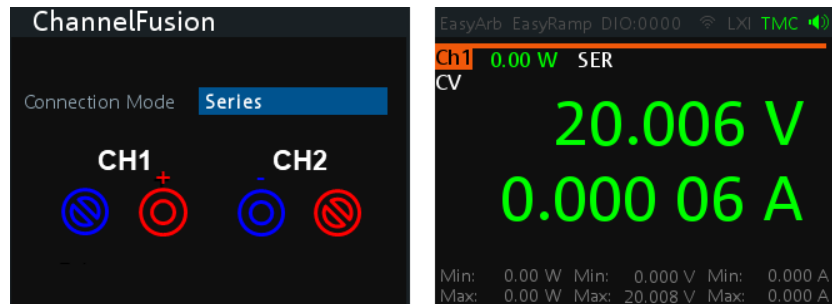 ChannelFusion
Connection Mode Series
CH1 CH2
+ -
EasyArb EasyRamp DIO:0000 LXI TMC
Ch1 0.00 W SER
CV
20.006 V
0.000 06 A
Min: 0.00 W Min: 0.000 V Min: 0.000 A
Max: 0.00 W Max: 20.008 V Max: 0.000 A